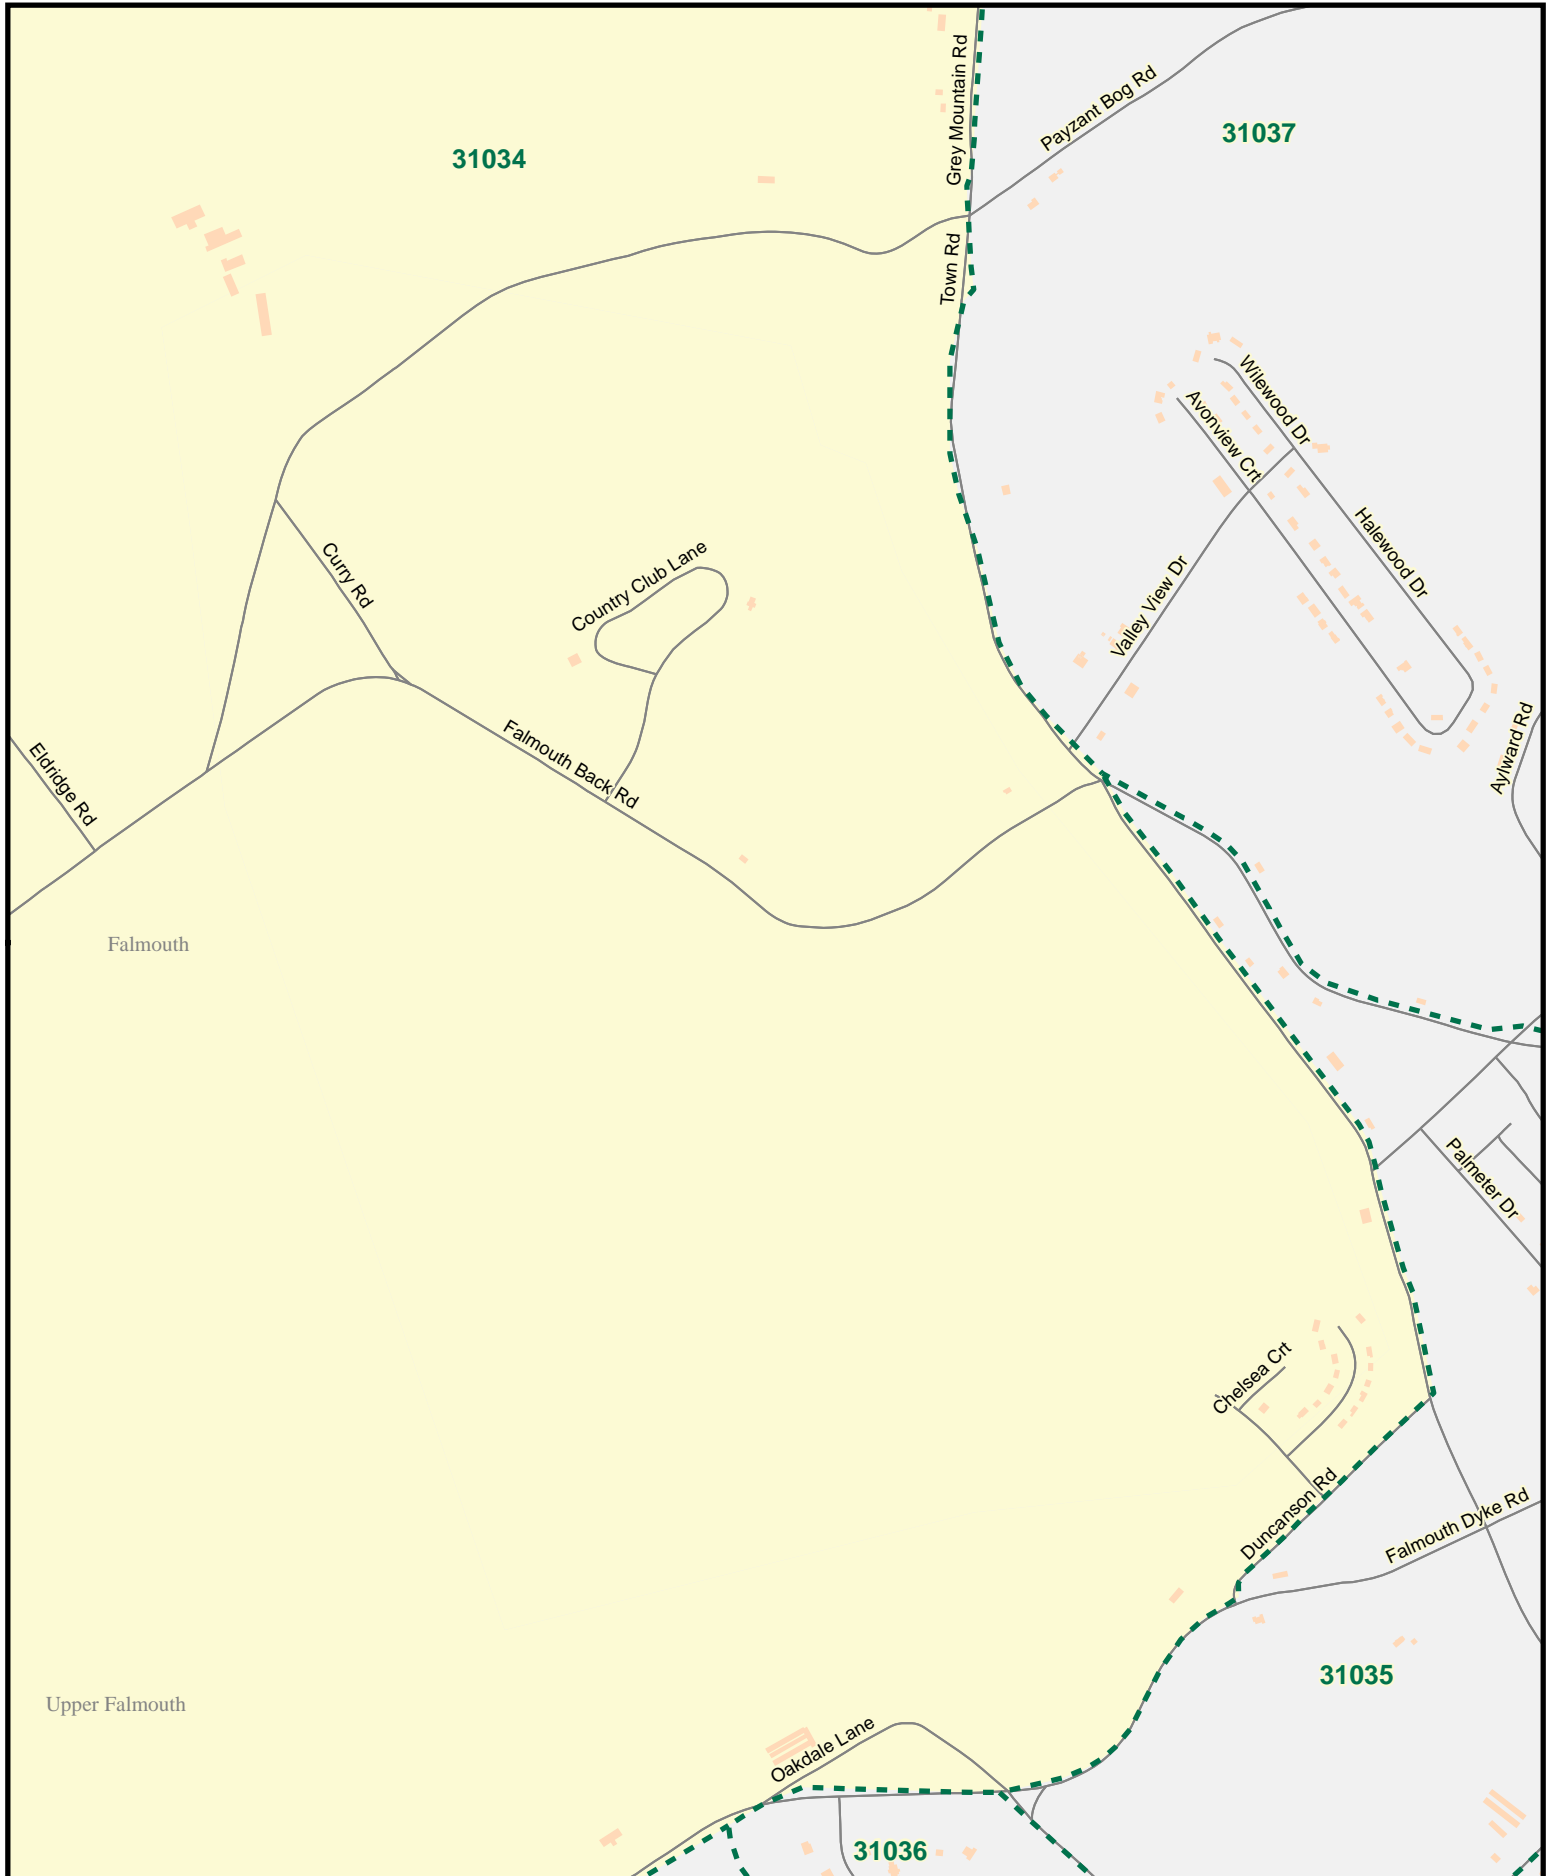 Grey Mountain Rd
Payzant Bog Rd
31037
31034
Town Rd
Wilewood Dr
Avonview Crt
Halewood Dr
Curry Rd
Country Club Lane
Valley View Dr
Falmouth Back Rd
Eldridge Rd
Aylward Rd
Falmouth
Palmeter Dr
Chelsea Crt
Duncanson Rd
Falmouth Dyke Rd
31035
Upper Falmouth
Oakdale Lane
31036